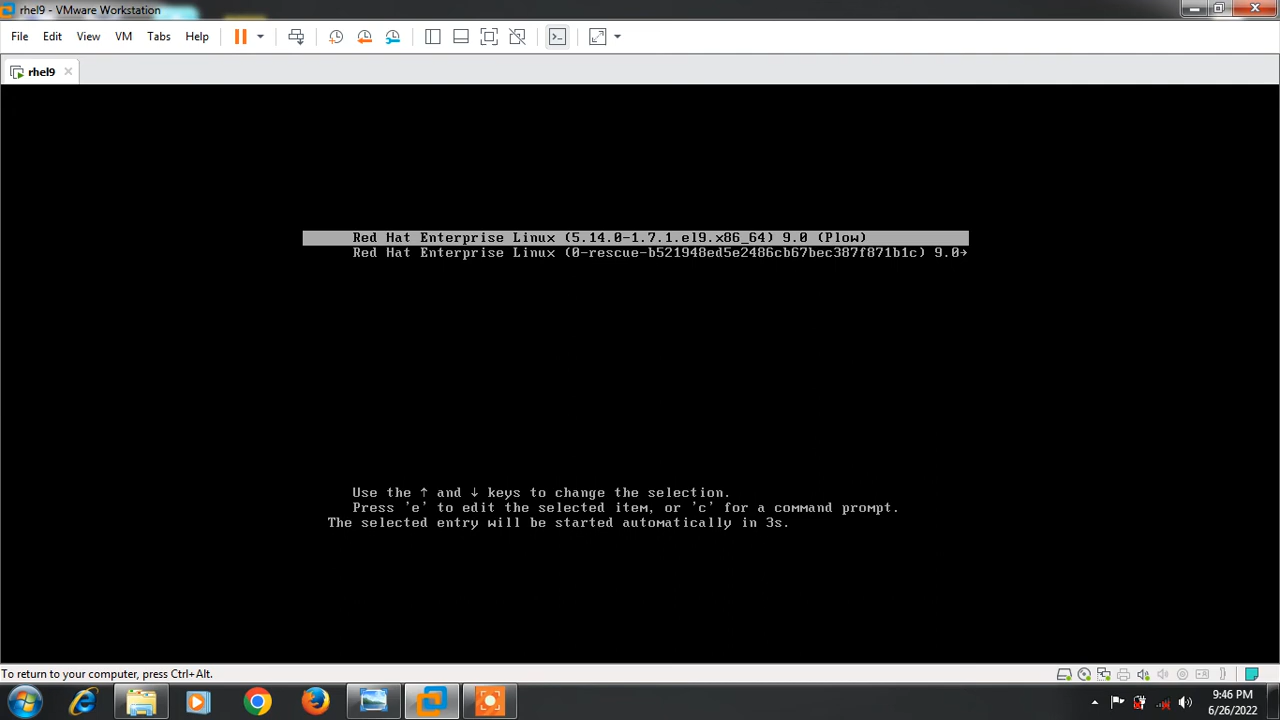 rhel9 - VMware Workstation
File Edit View VM Tabs Help
rhel9
Red Hat Enterprise Linux (5.14.0-1.7.1.el9.x86_64) 9.0 (Plow)
Red Hat Enterprise Linux (0-rescue-b521948ed5e2486cb67bec387f871b1c) 9.0→
Use the ↑ and ↓ keys to change the selection.
Press 'e' to edit the selected item, or 'c' for a command prompt.
The selected entry will be started automatically in 3s.
To return to your computer, press Ctrl+Alt.
9:46 PM
6/26/2022